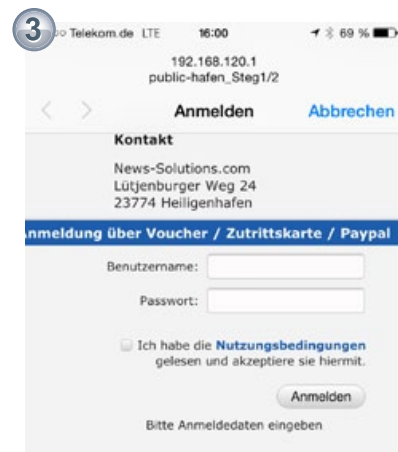 3
Telekom.de LTE 16:00 69 %
192.168.120.1
public-hafen_Steg1/2
Anmelden Abbrechen
Kontakt
News-Solutions.com
Lütjenburger Weg 24
23774 Heiligenhafen
nmeldung über Voucher / Zutrittskarte / Paypal
Benutzername:
Passwort:
Ich habe die Nutzungsbedingungen
gelesen und akzeptiere sie hiermit.
Anmelden
Bitte Anmeldedaten eingeben